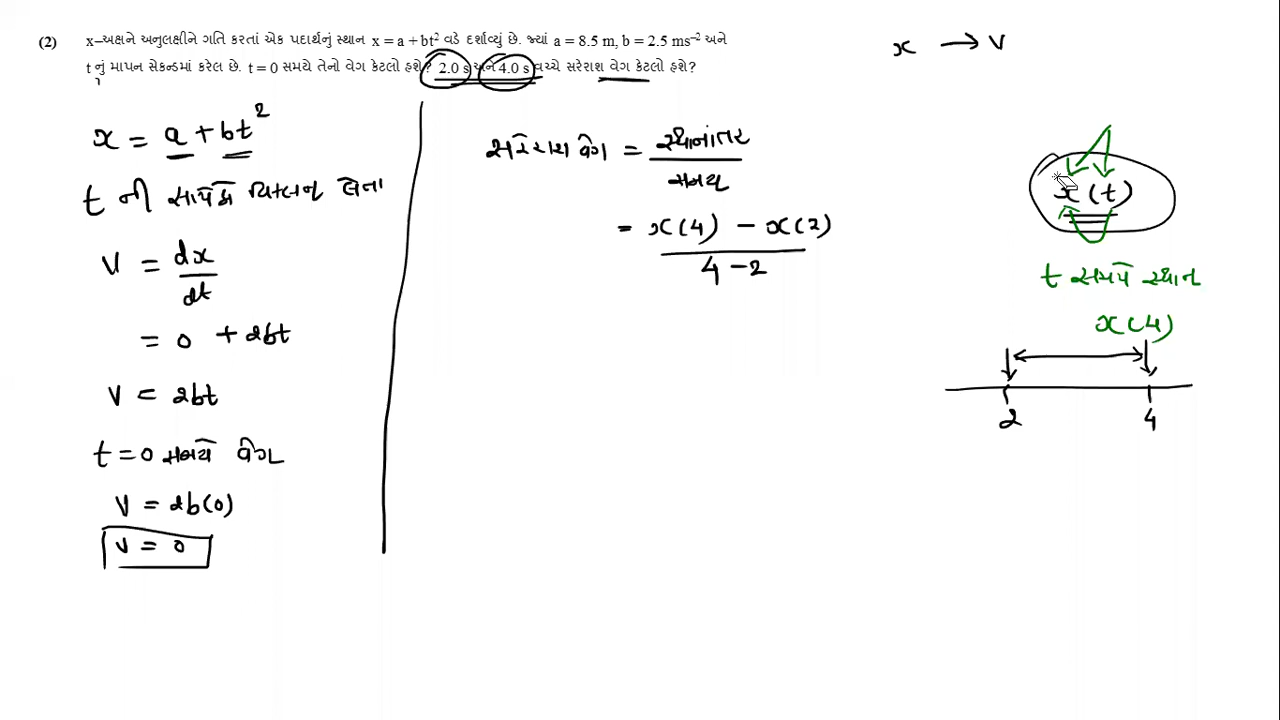 (2) x–અક્ષને અનુલક્ષીને ગતિ કરતાં એક પદાર્થનું સ્થાન x = a + bt² વડે દર્શાવ્યું છે. જ્યાં a = 8.5 m, b = 2.5 ms⁻² અને
t નું માપન સેકન્ડમાં કરેલ છે. t = 0 સમયે તેનો વેગ કેટલો હશે? 2.0 s અને 4.0 s વચ્ચે સરેરાશ વેગ કેટલો હશે?
x = a + bt²
t ની સાપેક્ષે વિકલન લેતા
v = dx/dt
= 0 + 2bt
v = 2bt
t = 0 સમયે વેગ
v = 2b(0)
v = 0
સરેરાશ વેગ = સ્થાનાંતર / સમય
= x(4) – x(2) / 4 – 2
x → v
x(t)
t સમયે સ્થાન
x(4)
2 4